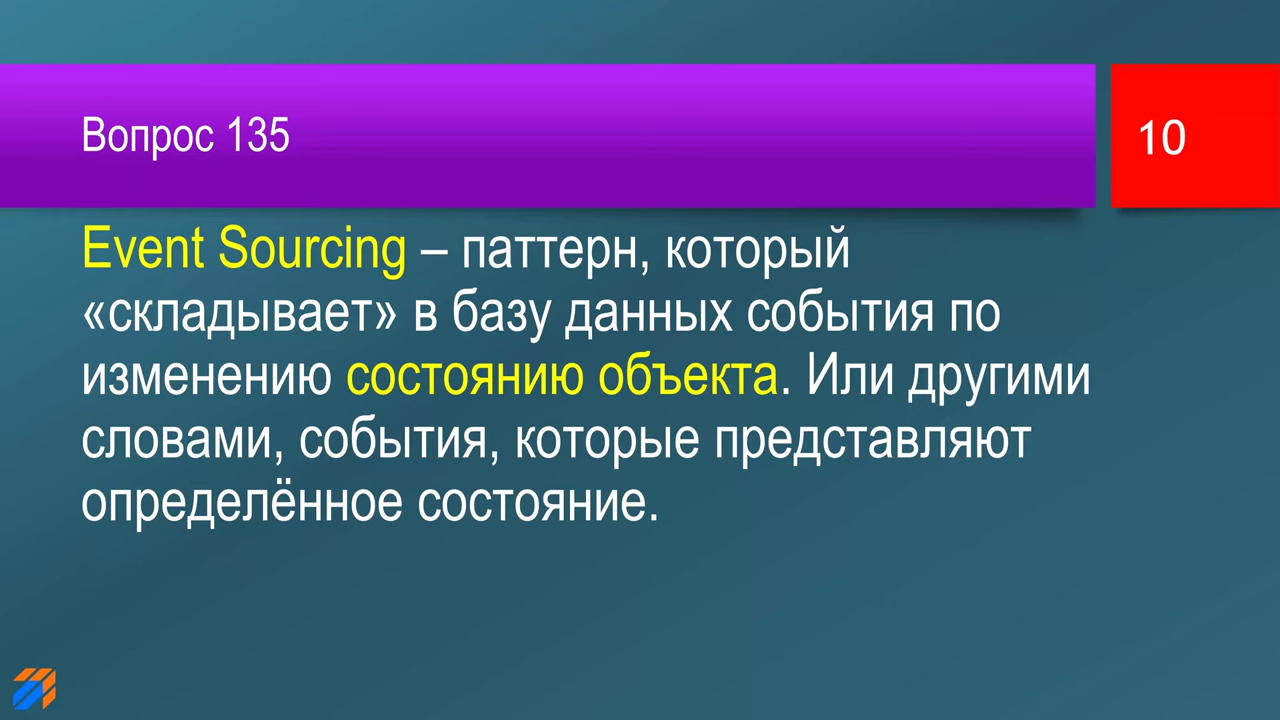 Вопрос 135
10
Event Sourcing – паттерн, который
«складывает» в базу данных события по
изменению состоянию объекта. Или другими
словами, события, которые представляют
определённое состояние.